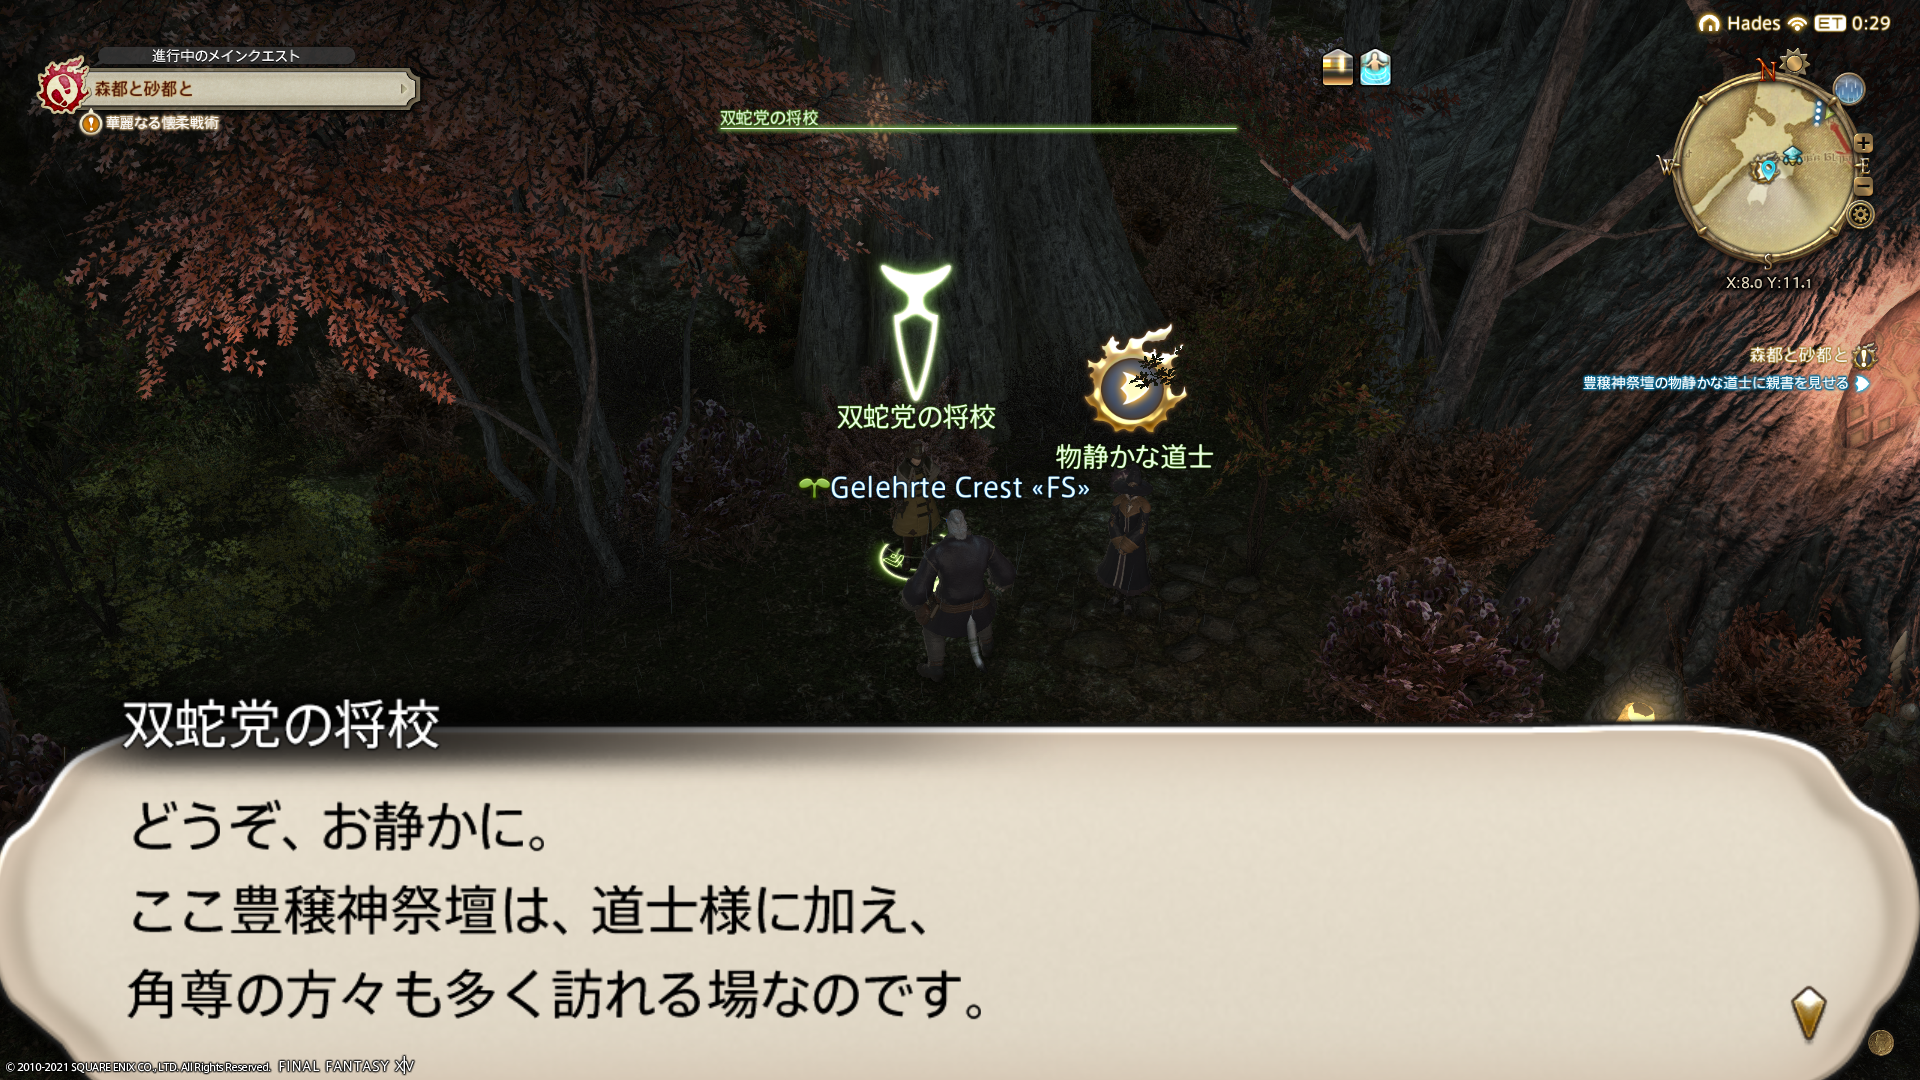 Hades ET 0:29
進行中のメインクエスト
森都と砂都と
華麗なる懐柔戦術
双蛇党の将校
N
W
E
S
X:8.0 Y:11.1
森都と砂都と
豊穣神祭壇の物静かな道士に親書を見せる
双蛇党の将校
物静かな道士
Gelehrte Crest «FS»
双蛇党の将校
どうぞ、お静かに。
ここ豊穣神祭壇は、道士様に加え、
角尊の方々も多く訪れる場なのです。
© 2010-2021 SQUARE ENIX CO., LTD. All Rights Reserved. FINAL FANTASY XIV